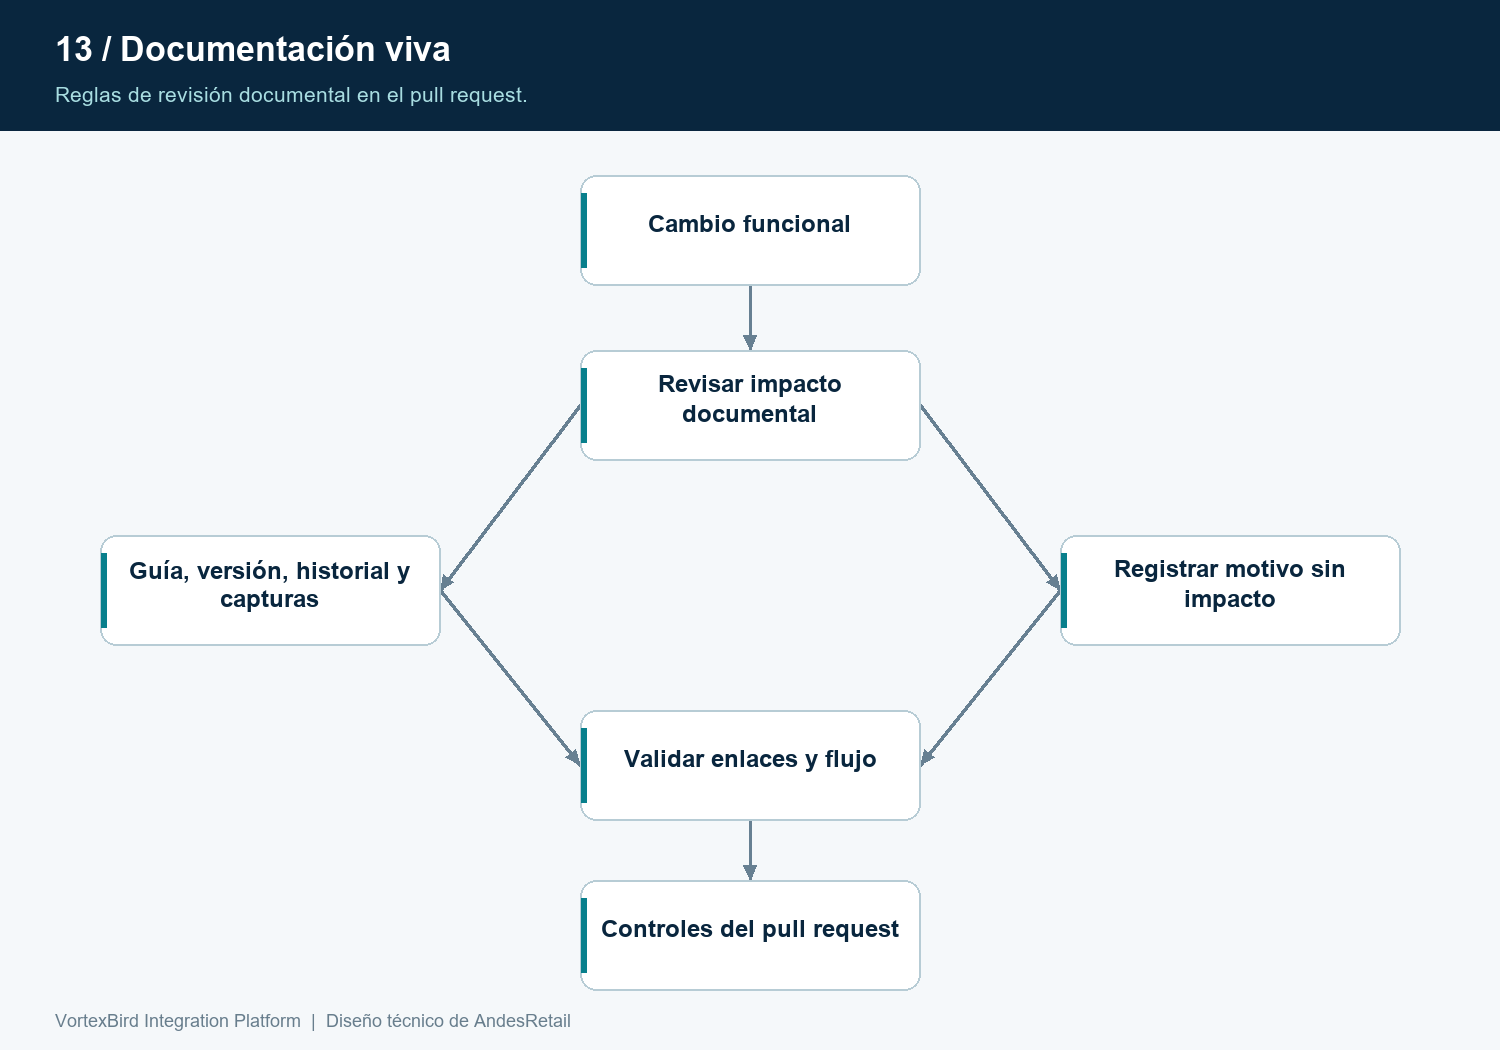 13 / Documentación viva
Reglas de revisión documental en el pull request.
Cambio funcional
Revisar impacto
documental
Guía, versión, historial y
capturas
Registrar motivo sin
impacto
Validar enlaces y flujo
Controles del pull request
VortexBird Integration Platform | Diseño técnico de AndesRetail